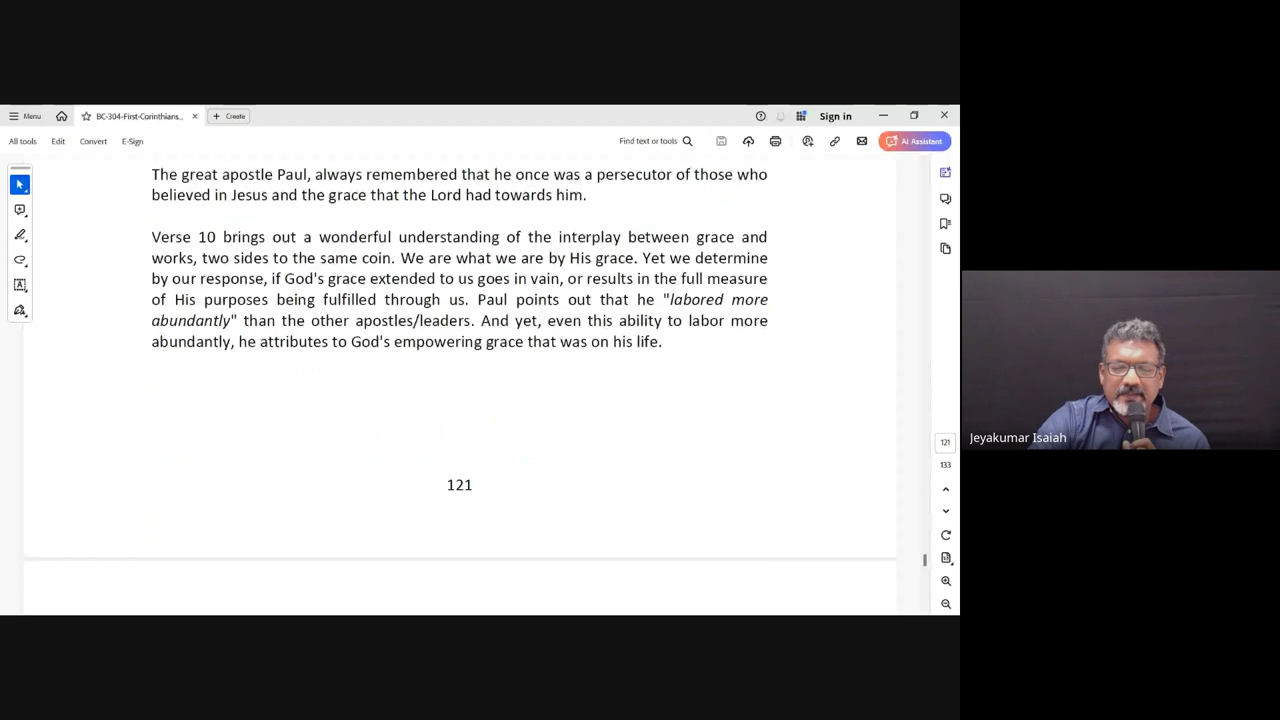 Menu
BC-304-First-Corinthians...
Create
Sign in
All tools
Edit
Convert
E-Sign
Find text or tools
AI Assistant
The great apostle Paul, always remembered that he once was a persecutor of those who
believed in Jesus and the grace that the Lord had towards him.
Verse 10 brings out a wonderful understanding of the interplay between grace and
works, two sides to the same coin. We are what we are by His grace. Yet we determine
by our response, if God's grace extended to us goes in vain, or results in the full measure
of His purposes being fulfilled through us. Paul points out that he "labored more
abundantly" than the other apostles/leaders. And yet, even this ability to labor more
abundantly, he attributes to God's empowering grace that was on his life.
121
121
133
Jeyakumar Isaiah